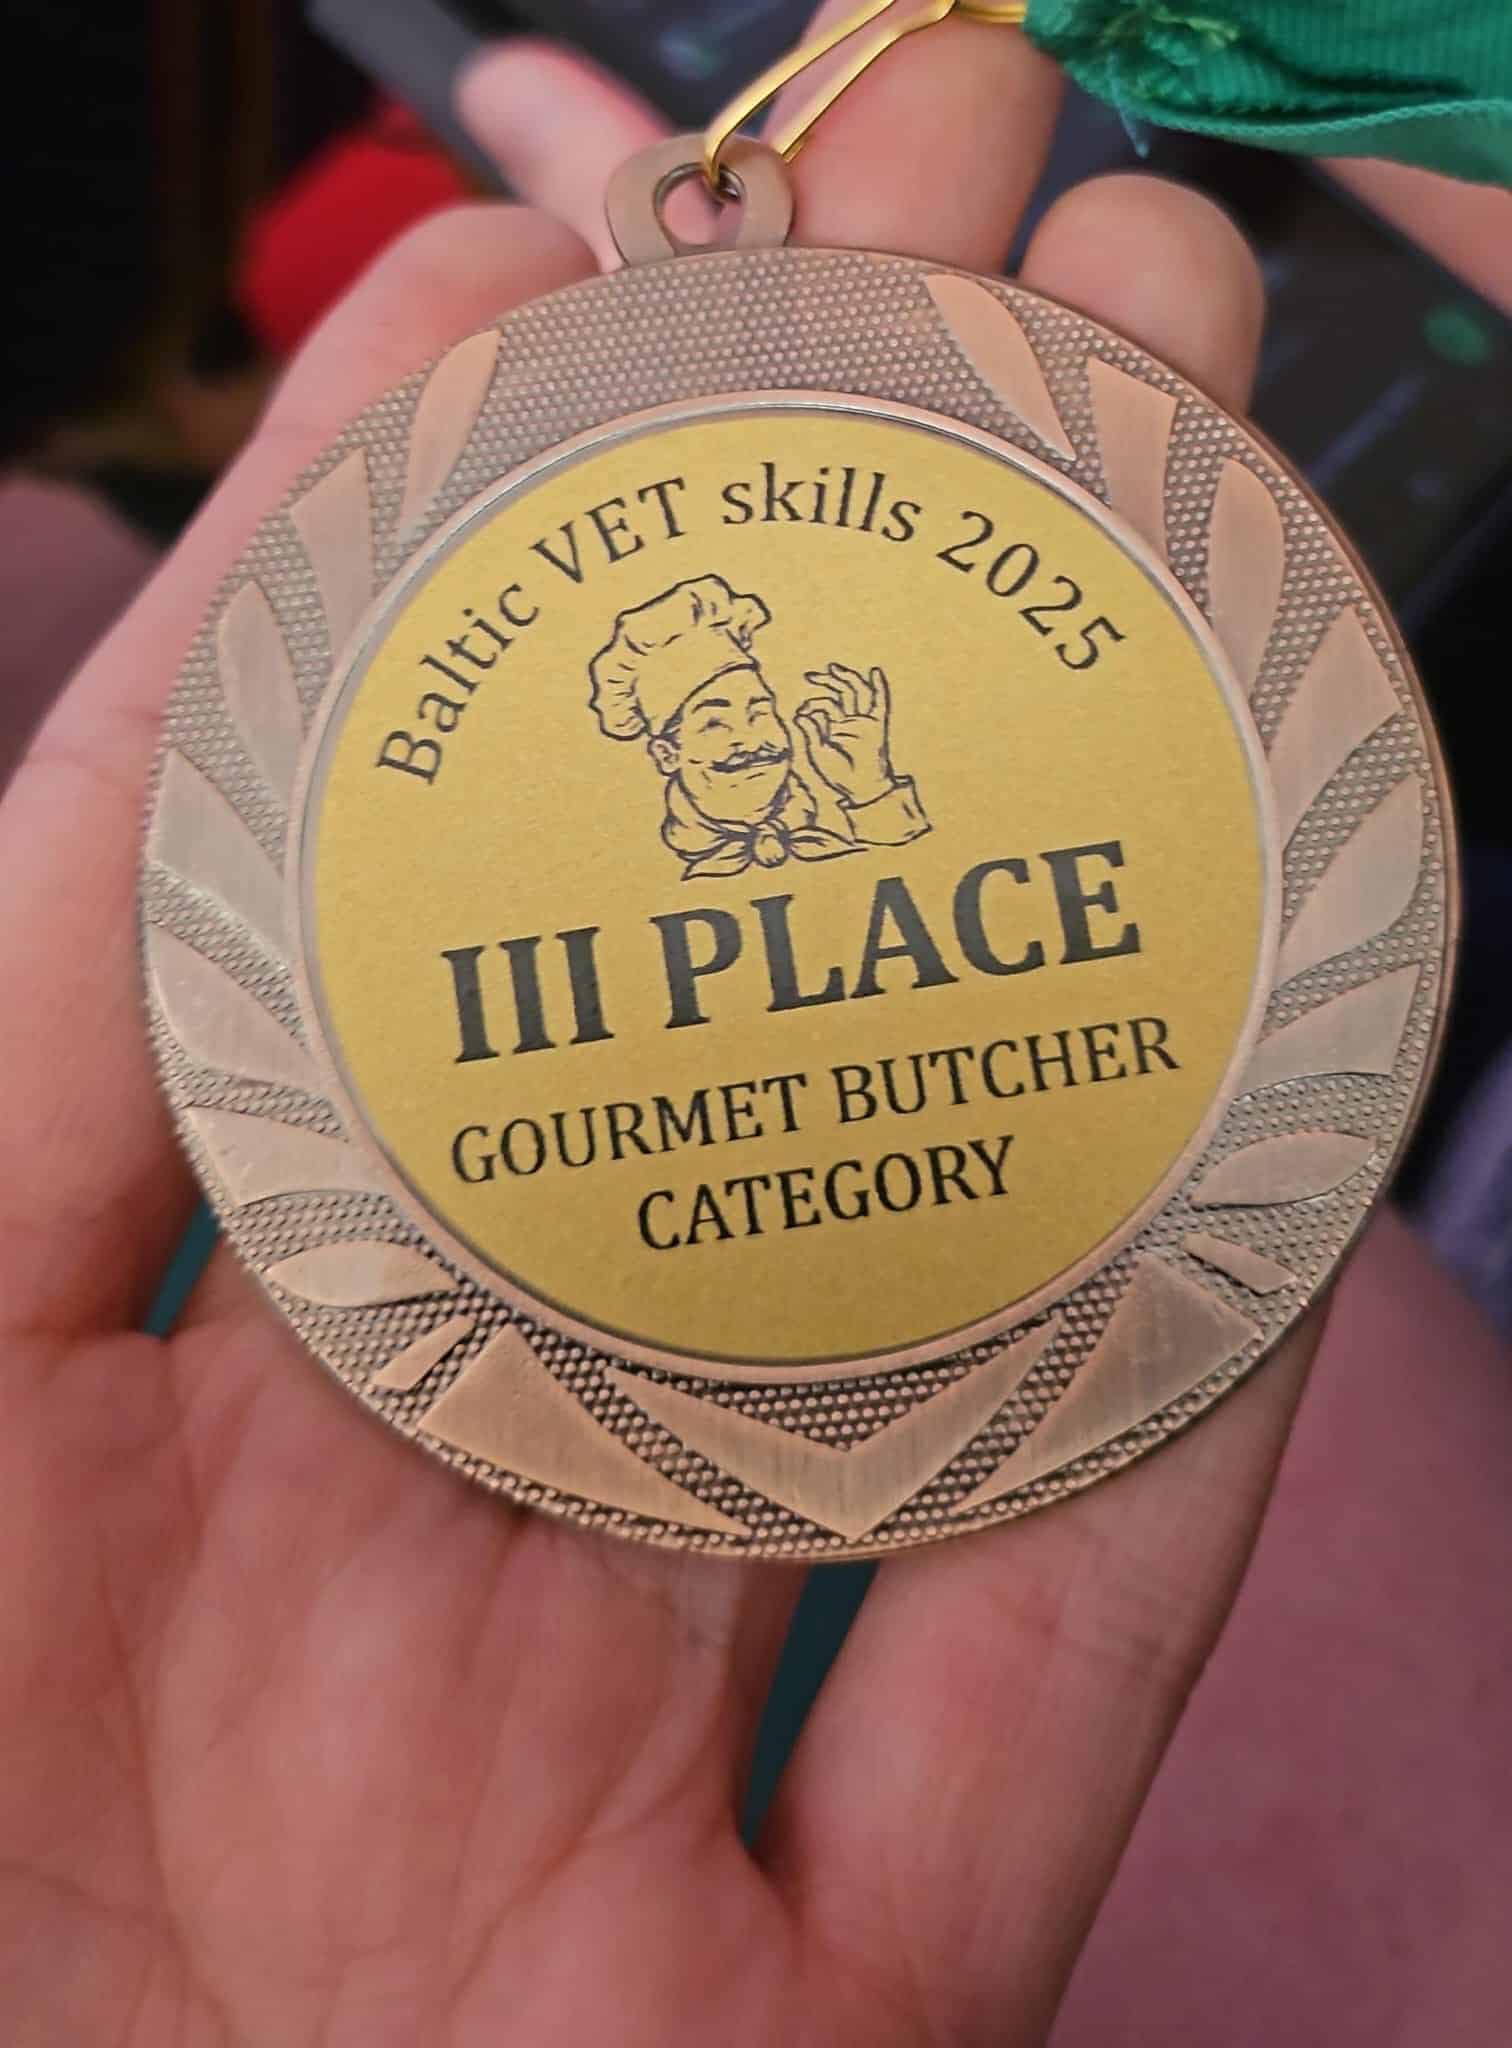 Baltic VET skills 2025
III PLACE
GOURMET BUTCHER
CATEGORY